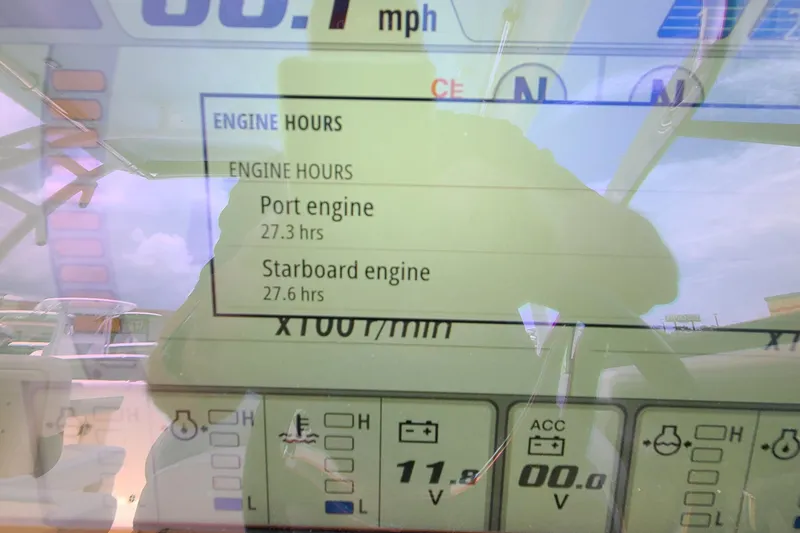 mph
CE N N
ENGINE HOURS
ENGINE HOURS
Port engine
27.3 hrs
Starboard engine
27.6 hrs
x100 r/min
H H ACC H
11.8 00.0
V V
L L L